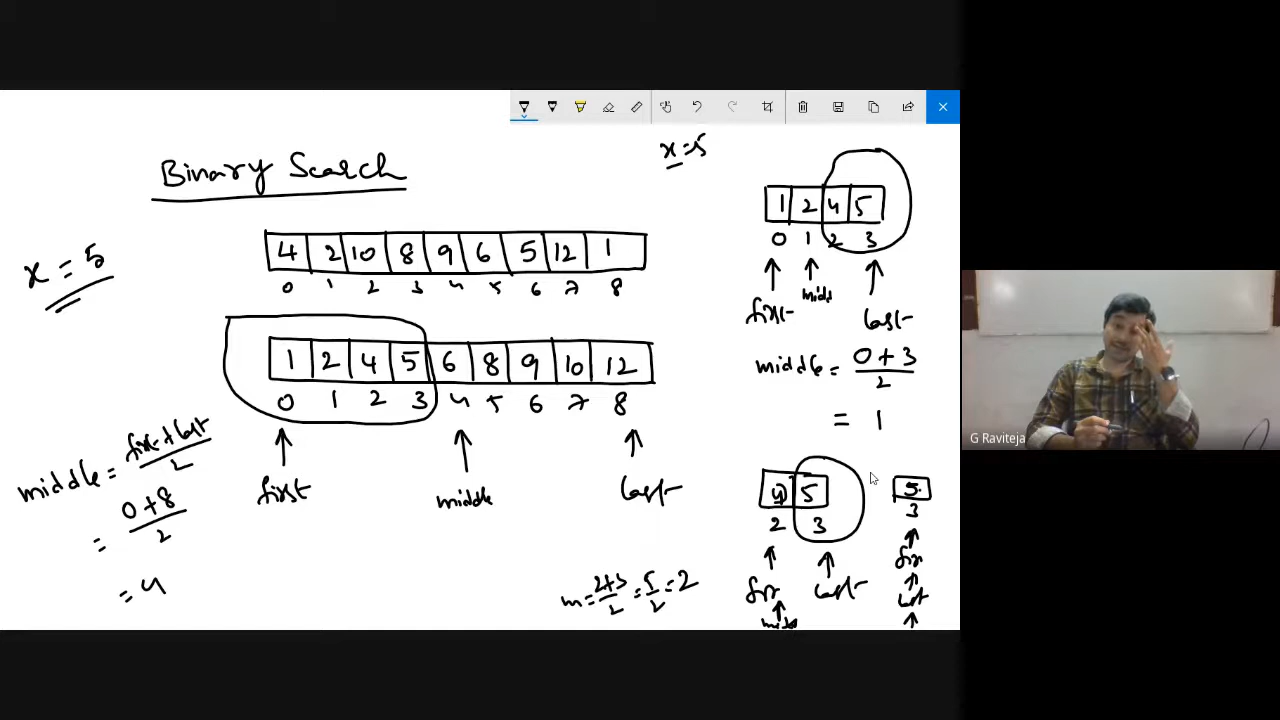 Binary Search
x = 5
4 2 10 8 9 6 5 12 1
0 1 2 3 4 5 6 7 8
1 2 4 5 6 8 9 10 12
0 1 2 3 4 5 6 7 8
first middle last
middle = first+last
2
= 0+8
2
= 4
x = 5
1 2 4 5
0 1 2 3
first last
middle = 0 + 3
2
= 1
4 5
2 3
last
m = 2+3 = 5 = 2
2 2
5
3
last
G Raviteja